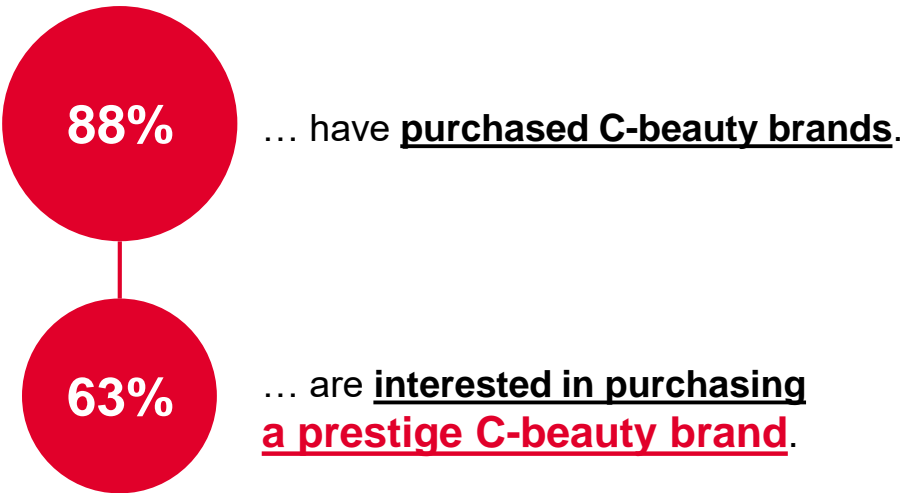 88%
… have purchased C-beauty brands.
63%
… are interested in purchasing
a prestige C-beauty brand.